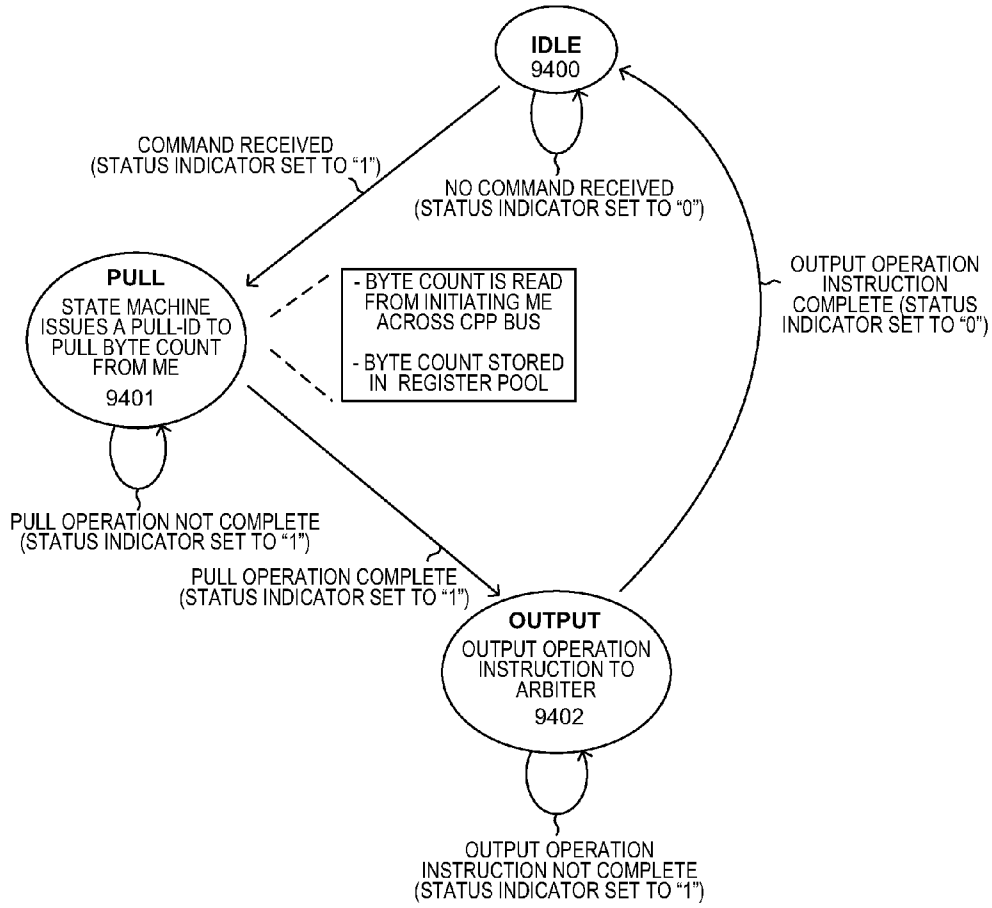 IDLE
9400
COMMAND RECEIVED
(STATUS INDICATOR SET TO “1”)
NO COMMAND RECEIVED
(STATUS INDICATOR SET TO “0”)
PULL
STATE MACHINE
ISSUES A PULL-ID TO
PULL BYTE COUNT
FROM ME
9401
- BYTE COUNT IS READ
FROM INITIATING ME
ACROSS CPP BUS
- BYTE COUNT STORED
IN REGISTER POOL
OUTPUT OPERATION
INSTRUCTION
COMPLETE (STATUS
INDICATOR SET TO “0”)
PULL OPERATION NOT COMPLETE
(STATUS INDICATOR SET TO “1”)
PULL OPERATION COMPLETE
(STATUS INDICATOR SET TO “1”)
OUTPUT
OUTPUT OPERATION
INSTRUCTION TO
ARBITER
9402
OUTPUT OPERATION
INSTRUCTION NOT COMPLETE
(STATUS INDICATOR SET TO “1”)